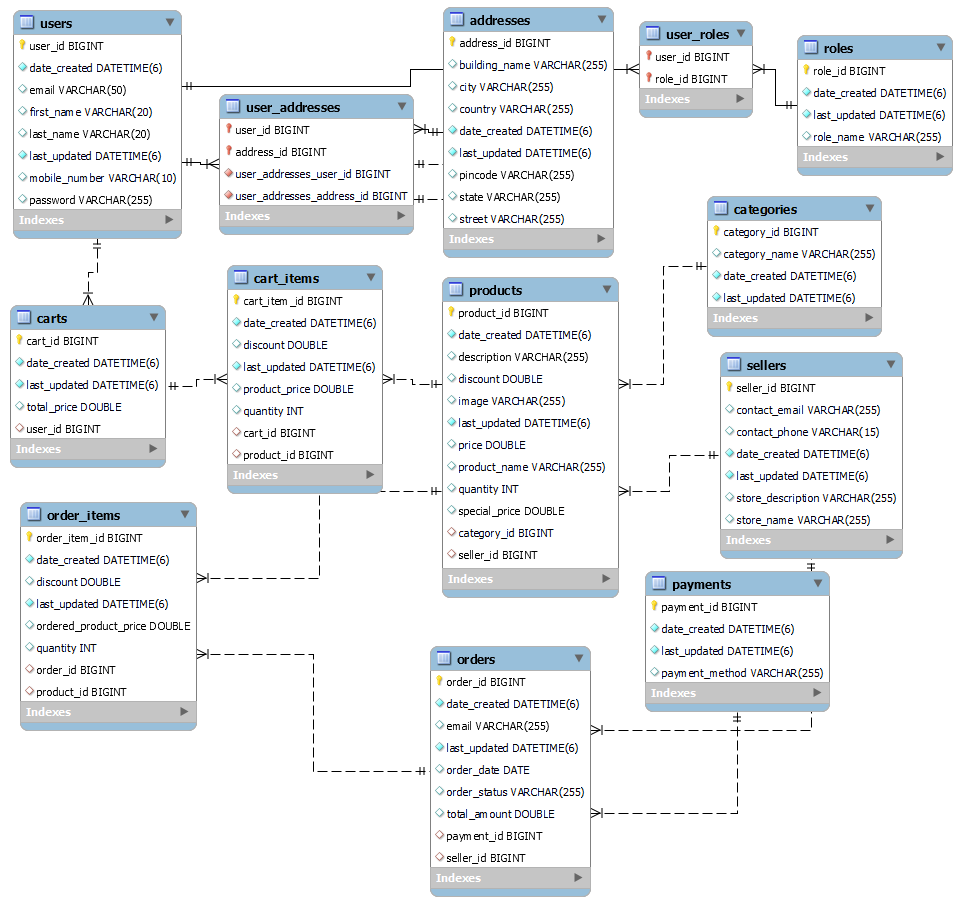 users
user_id BIGINT
date_created DATETIME(6)
email VARCHAR(50)
first_name VARCHAR(20)
last_name VARCHAR(20)
last_updated DATETIME(6)
mobile_number VARCHAR(10)
password VARCHAR(255)
Indexes
user_addresses
user_id BIGINT
address_id BIGINT
user_addresses_user_id BIGINT
user_addresses_address_id BIGINT
Indexes
addresses
address_id BIGINT
building_name VARCHAR(255)
city VARCHAR(255)
country VARCHAR(255)
date_created DATETIME(6)
last_updated DATETIME(6)
pincode VARCHAR(255)
state VARCHAR(255)
street VARCHAR(255)
Indexes
user_roles
user_id BIGINT
role_id BIGINT
Indexes
roles
role_id BIGINT
date_created DATETIME(6)
last_updated DATETIME(6)
role_name VARCHAR(255)
Indexes
categories
category_id BIGINT
category_name VARCHAR(255)
date_created DATETIME(6)
last_updated DATETIME(6)
Indexes
carts
cart_id BIGINT
date_created DATETIME(6)
last_updated DATETIME(6)
total_price DOUBLE
user_id BIGINT
Indexes
cart_items
cart_item_id BIGINT
date_created DATETIME(6)
discount DOUBLE
last_updated DATETIME(6)
product_price DOUBLE
quantity INT
cart_id BIGINT
product_id BIGINT
Indexes
products
product_id BIGINT
date_created DATETIME(6)
description VARCHAR(255)
discount DOUBLE
image VARCHAR(255)
last_updated DATETIME(6)
price DOUBLE
product_name VARCHAR(255)
quantity INT
special_price DOUBLE
category_id BIGINT
seller_id BIGINT
Indexes
sellers
seller_id BIGINT
contact_email VARCHAR(255)
contact_phone VARCHAR(15)
date_created DATETIME(6)
last_updated DATETIME(6)
store_description VARCHAR(255)
store_name VARCHAR(255)
Indexes
order_items
order_item_id BIGINT
date_created DATETIME(6)
discount DOUBLE
last_updated DATETIME(6)
ordered_product_price DOUBLE
quantity INT
order_id BIGINT
product_id BIGINT
Indexes
orders
order_id BIGINT
date_created DATETIME(6)
email VARCHAR(255)
last_updated DATETIME(6)
order_date DATE
order_status VARCHAR(255)
total_amount DOUBLE
payment_id BIGINT
seller_id BIGINT
Indexes
payments
payment_id BIGINT
date_created DATETIME(6)
last_updated DATETIME(6)
payment_method VARCHAR(255)
Indexes